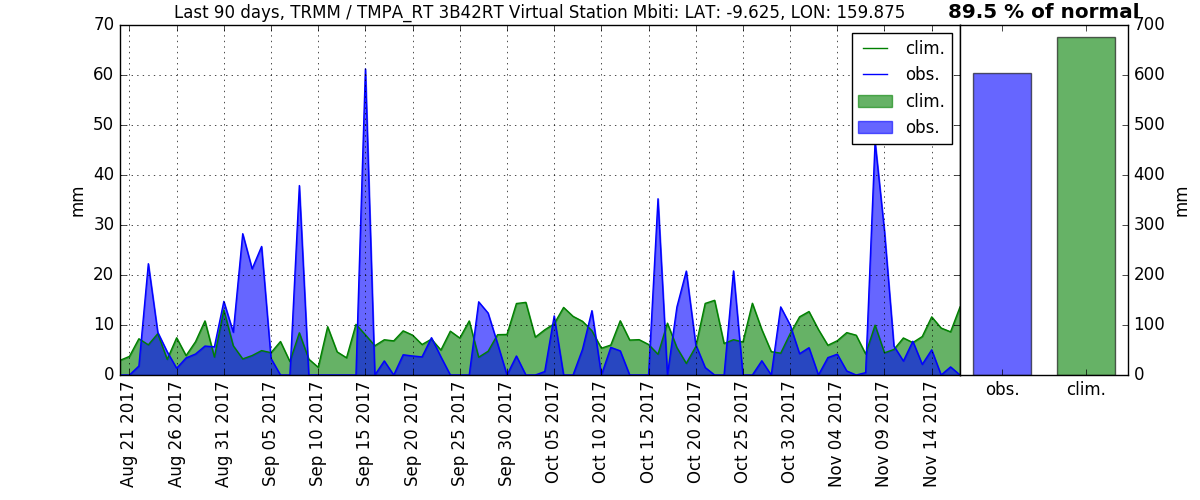 Last 90 days, TRMM / TMPA_RT 3B42RT Virtual Station Mbiti: LAT: -9.625, LON: 159.875
89.5 % of normal
70
60
50
40
30
20
10
0
mm
clim.
obs.
clim.
obs.
700
600
500
400
300
200
100
0
mm
obs.
clim.
Aug 21 2017
Aug 26 2017
Aug 31 2017
Sep 05 2017
Sep 10 2017
Sep 15 2017
Sep 20 2017
Sep 25 2017
Sep 30 2017
Oct 05 2017
Oct 10 2017
Oct 15 2017
Oct 20 2017
Oct 25 2017
Oct 30 2017
Nov 04 2017
Nov 09 2017
Nov 14 2017